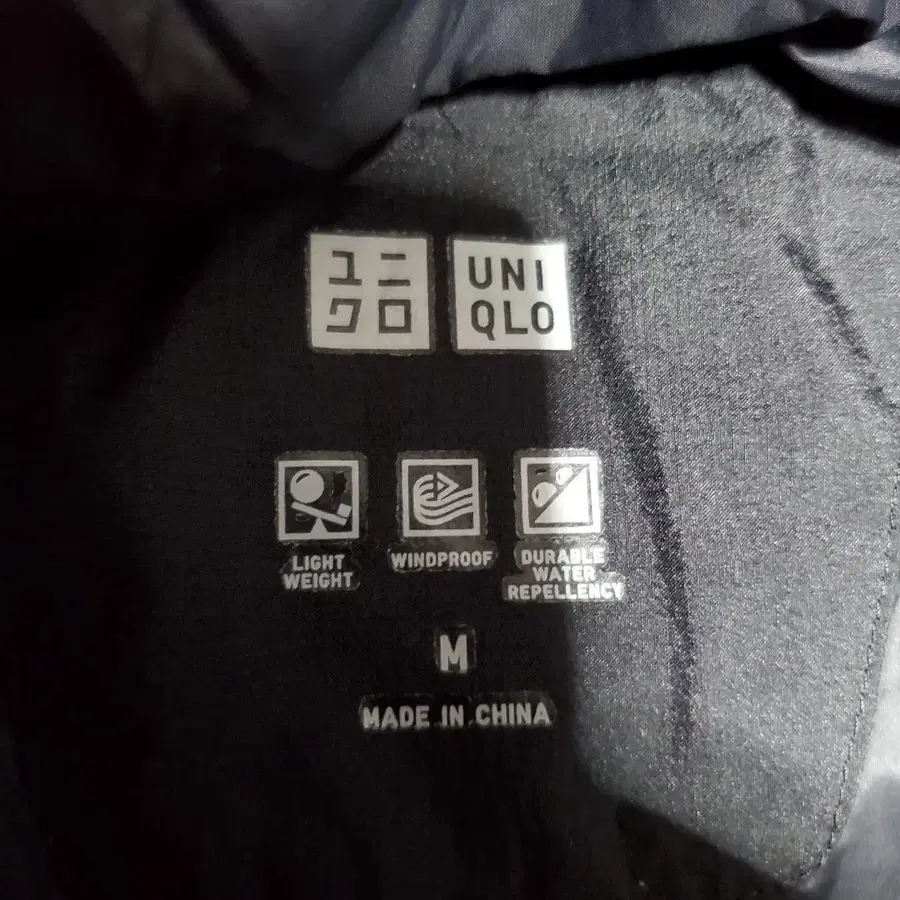 ユニ
クロ
UNI
QLO
LIGHT
WEIGHT
WINDPROOF
DURABLE
WATER
REPELLENCY
M
MADE IN CHINA